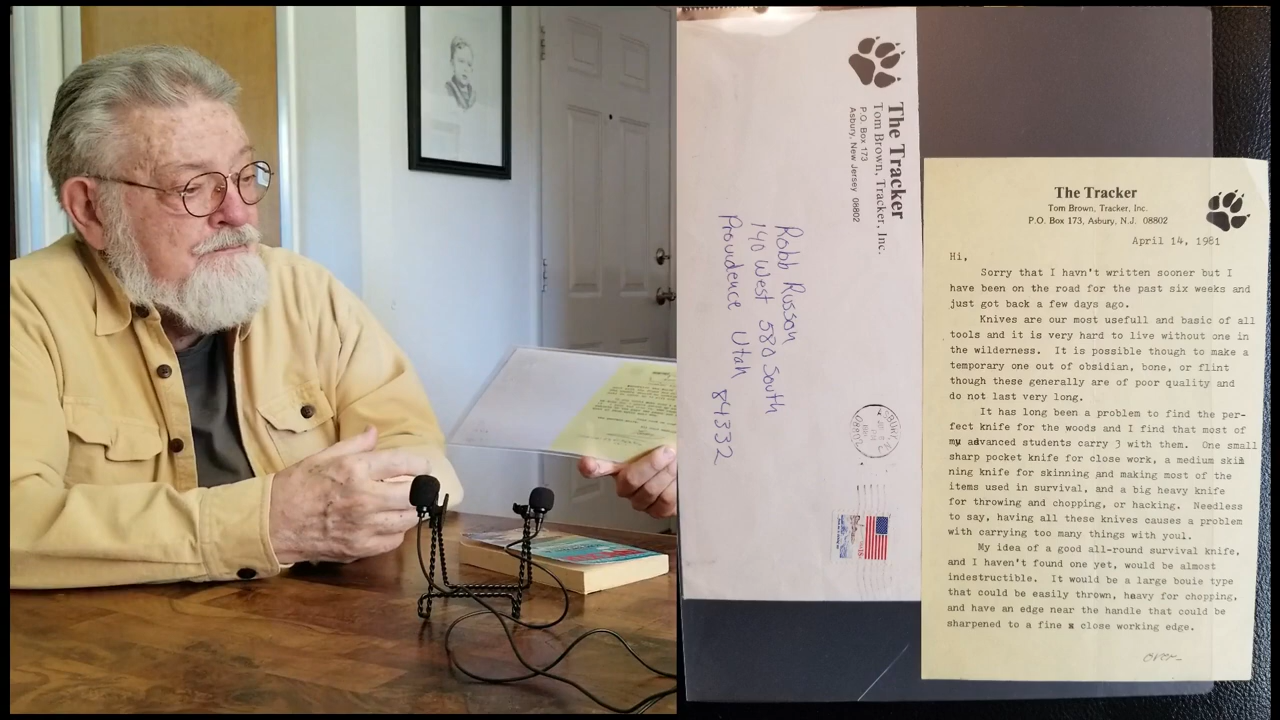 The Tracker
Tom Brown, Tracker, Inc.
P.O. Box 173
Asbury, New Jersey 08802
Robb Russon
140 West 580 South
Providence Utah
84332
The Tracker
Tom Brown, Tracker, Inc.
P.O. Box 173, Asbury, N.J. 08802
April 14, 1981
Hi,
Sorry that I havn't written sooner but I
have been on the road for the past six weeks and
just got back a few days ago.
Knives are our most usefull and basic of all
tools and it is very hard to live without one in
the wilderness. It is possible though to make a
temporary one out of obsidian, bone, or flint
though these generally are of poor quality and
do not last very long.
It has long been a problem to find the per-
fect knife for the woods and I find that most of
my advanced students carry 3 with them. One small
sharp pocket knife for close work, a medium skin
ning knife for skinning and making most of the
items used in survival, and a big heavy knife
for throwing and chopping, or hacking. Needless
to say, having all these knives causes a problem
with carrying too many things with youl.
My idea of a good all-round survival knife,
and I haven't found one yet, would be almost
indestructible. It would be a large bouie type
that could be easily thrown, heavy for chopping,
and have an edge near the handle that could be
sharpened to a fine x close working edge.
over